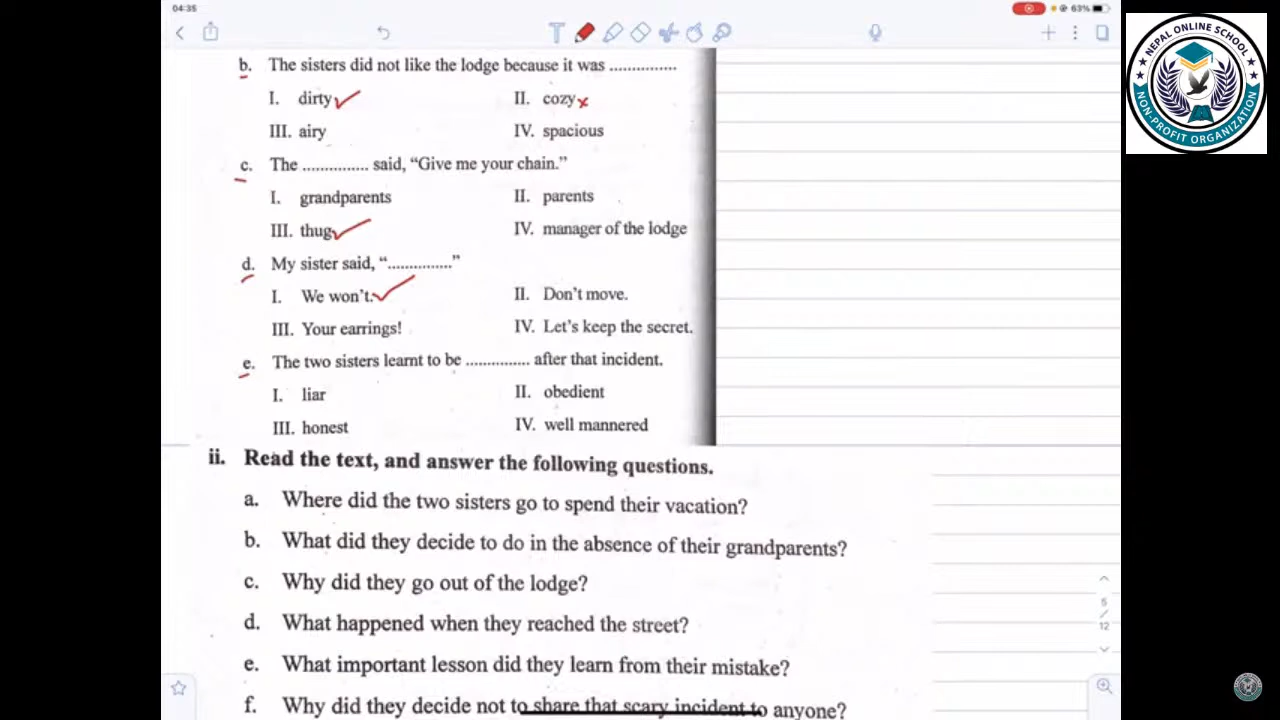 04:35
63%
b. The sisters did not like the lodge because it was ...............
I. dirty II. cozy
III. airy IV. spacious
c. The ............... said, “Give me your chain.”
I. grandparents II. parents
III. thug IV. manager of the lodge
d. My sister said, “...............”
I. We won't. II. Don't move.
III. Your earrings! IV. Let's keep the secret.
e. The two sisters learnt to be ............... after that incident.
I. liar II. obedient
III. honest IV. well mannered
ii. Read the text, and answer the following questions.
a. Where did the two sisters go to spend their vacation?
b. What did they decide to do in the absence of their grandparents?
c. Why did they go out of the lodge?
d. What happened when they reached the street?
e. What important lesson did they learn from their mistake?
f. Why did they decide not to share that scary incident to anyone?
5
/
12
NEPAL ONLINE SCHOOL
NON-PROFIT ORGANIZATION